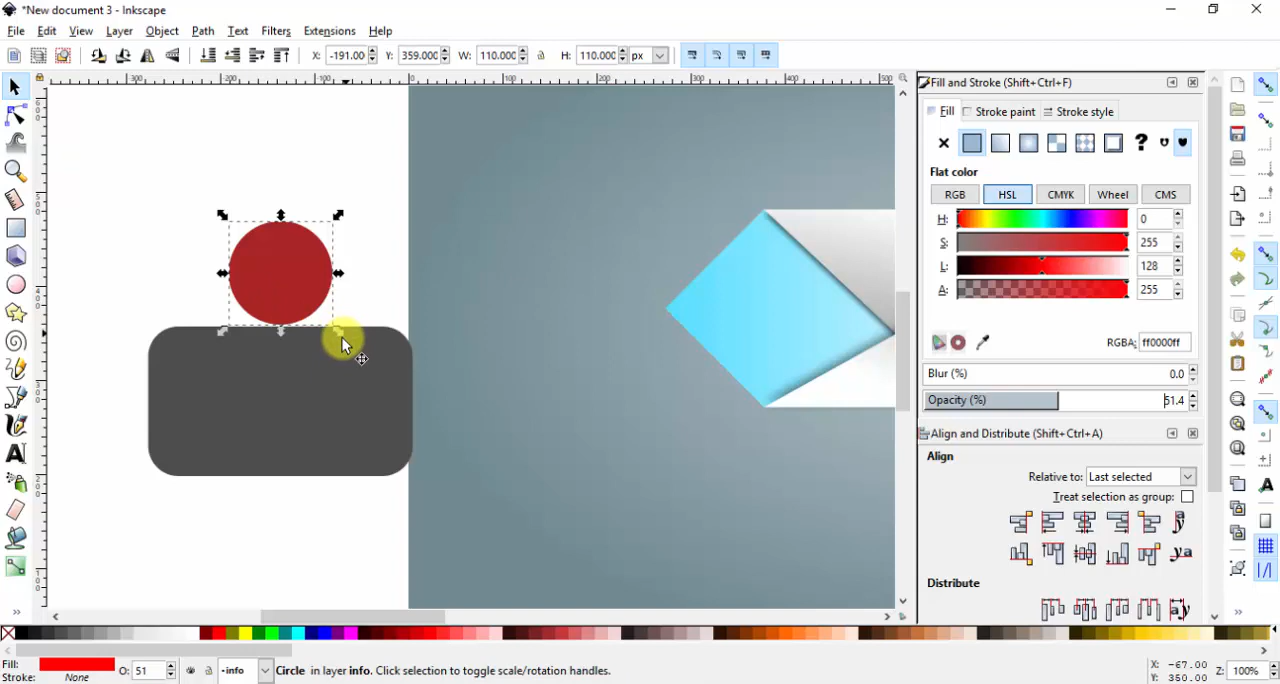 *New document 3 - Inkscape
File Edit View Layer Object Path Text Filters Extensions Help
X: -191.00 Y: 359.000 W: 110.000 H: 110.000 px
Fill and Stroke (Shift+Ctrl+F)
Fill Stroke paint Stroke style
Flat color
RGB HSL CMYK Wheel CMS
H: 0
S: 255
L: 128
A: 255
RGBA: ff0000ff
Blur (%) 0.0
Opacity (%) 51.4
Align and Distribute (Shift+Ctrl+A)
Align
Relative to: Last selected
Treat selection as group:
Distribute
Fill: O: 51 -info Circle in layer info. Click selection to toggle scale/rotation handles. X: -67.00 Z: 100%
Stroke: None Y: 350.00